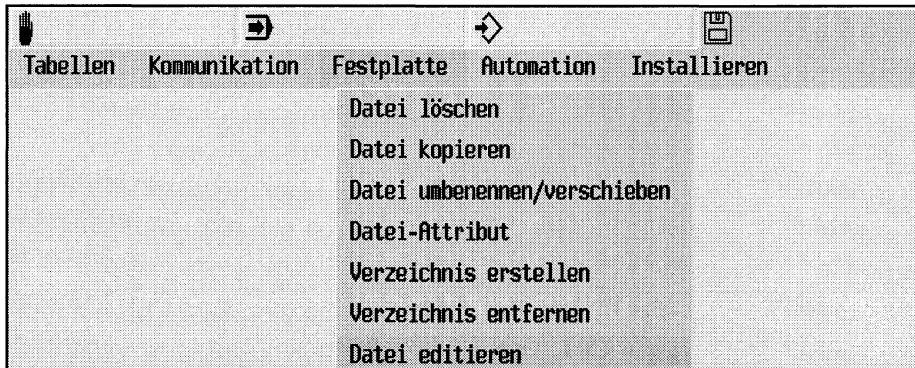 Tabellen Kommunikation Festplatte Automation Installieren
Datei löschen
Datei kopieren
Datei umbenennen/verschieben
Datei-Attribut
Verzeichnis erstellen
Verzeichnis entfernen
Datei editieren